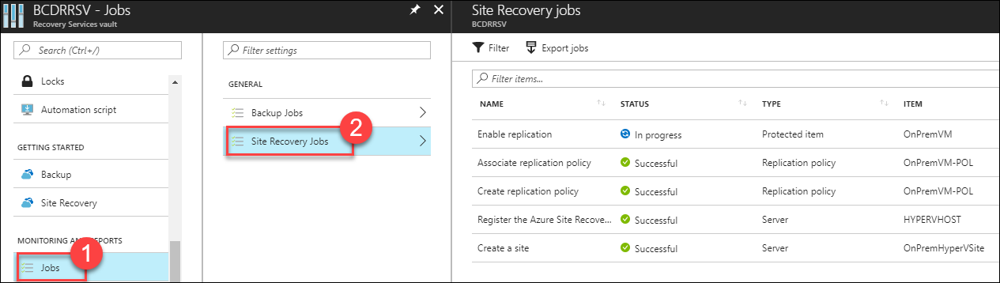 BCDRRSV - Jobs
Recovery Services vault
Search (Ctrl+/)
Locks
Automation script
GETTING STARTED
Backup
Site Recovery
MONITORING AND REPORTS
1
Jobs
Filter settings
GENERAL
Backup Jobs
2
Site Recovery Jobs
Site Recovery jobs
BCDRRSV
Filter Export jobs
Filter items...
NAME STATUS TYPE ITEM
Enable replication In progress Protected item OnPremVM
Associate replication policy Successful Replication policy OnPremVM-POL
Create replication policy Successful Replication policy OnPremVM-POL
Register the Azure Site Recove... Successful Server HYPERVHOST
Create a site Successful Server OnPremHyperVSite